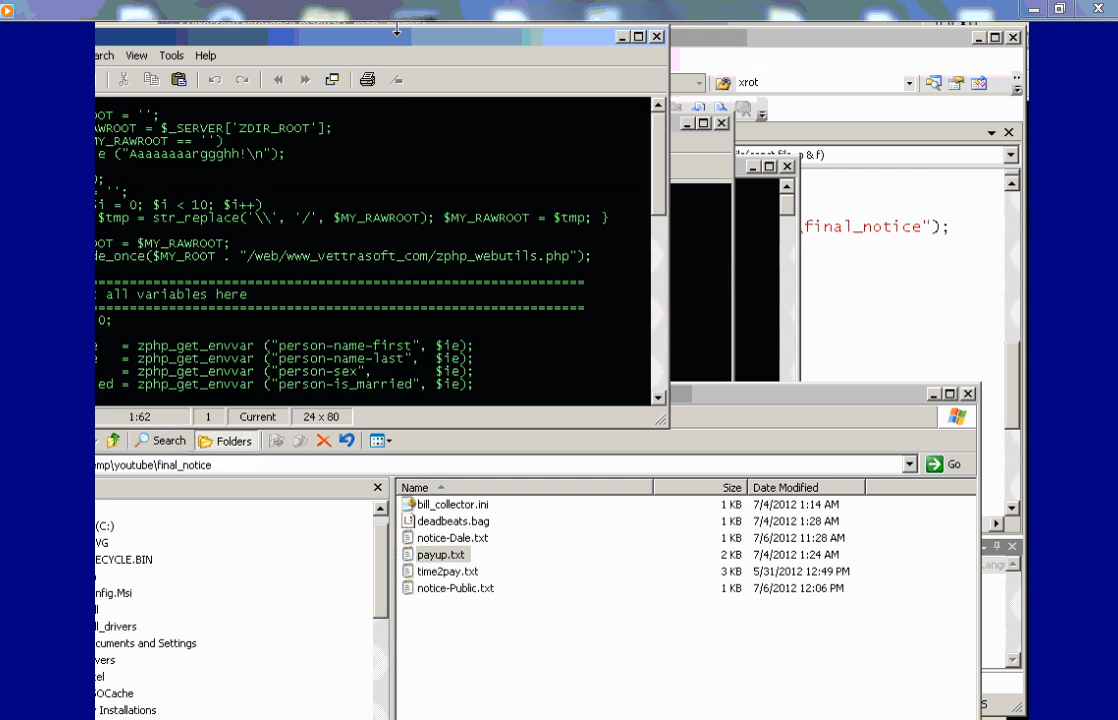 arch View Tools Help
OOT = '';
AWROOT = $_SERVER['ZDIR_ROOT'];
MY_RAWROOT == '')
e ("Aaaaaaaarggghh!\n");
);
'';
$i = 0; $i < 10; $i++)
$tmp = str_replace('\\', '/', $MY_RAWROOT); $MY_RAWROOT = $tmp; }
OOT = $MY_RAWROOT;
de_once($MY_ROOT . "/web/www_vettrasoft_com/zphp_webutils.php");
all variables here
0;
e = zphp_get_envvar ("person-name-first", $ie);
e = zphp_get_envvar ("person-name-last", $ie);
= zphp_get_envvar ("person-sex", $ie);
ed = zphp_get_envvar ("person-is_married", $ie);
1:62 1 Current 24 x 80
xrot
& f)
\final_notice");
Search Folders
emp\youtube\final_notice
Go
Name Size Date Modified
bill_collector.ini 1 KB 7/4/2012 1:14 AM
deadbeats.bag 1 KB 7/4/2012 1:28 AM
notice-Dale.txt 1 KB 7/6/2012 11:28 AM
payup.txt 2 KB 7/4/2012 1:24 AM
time2pay.txt 3 KB 5/31/2012 12:49 PM
notice-Public.txt 1 KB 7/6/2012 12:06 PM
(C:)
WG
ECYCLE.BIN
nfig.Msi
ll
ll_drivers
cuments and Settings
vers
cel
SOCache
y Installations